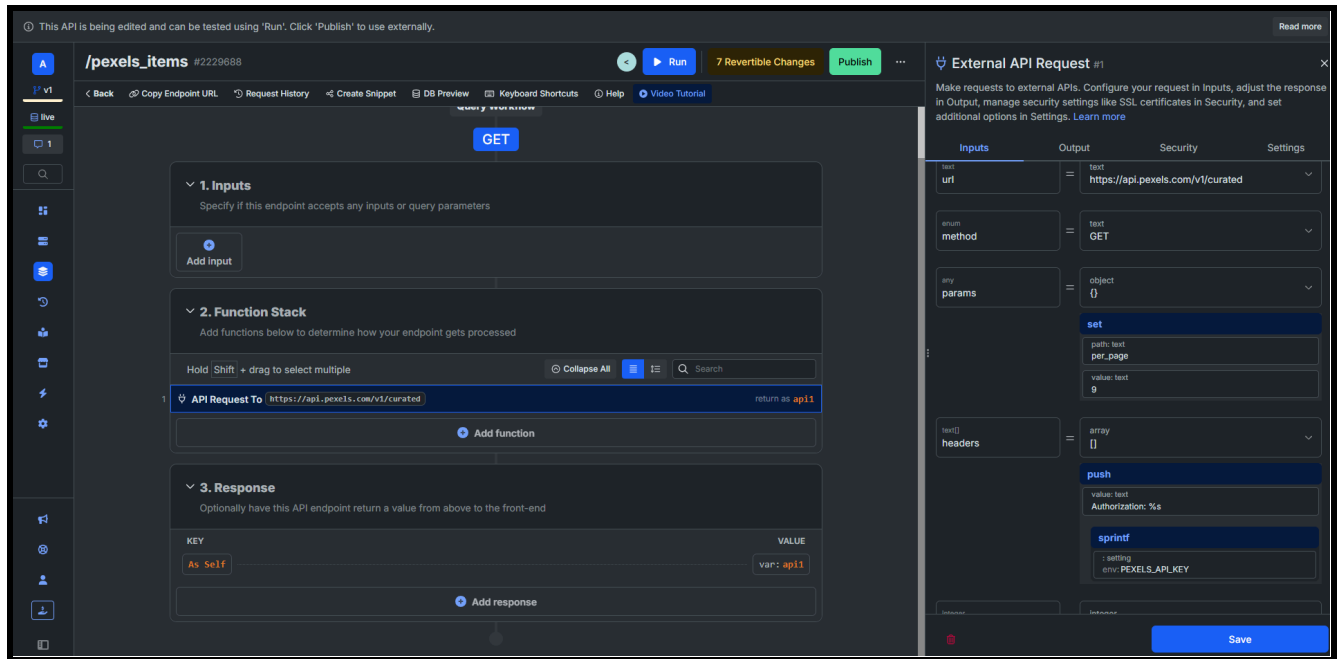 This API is being edited and can be tested using 'Run'. Click 'Publish' to use externally.
Read more
A
v1
live
1
/pexels_items #2229688
<
Run
7 Revertible Changes
Publish
...
< Back
Copy Endpoint URL
Request History
Create Snippet
DB Preview
Keyboard Shortcuts
Help
Video Tutorial
Query Workflow
GET
1. Inputs
Specify if this endpoint accepts any inputs or query parameters
Add input
2. Function Stack
Add functions below to determine how your endpoint gets processed
Hold Shift + drag to select multiple
Collapse All
Search
1
API Request To https://api.pexels.com/v1/curated
return as api1
Add function
3. Response
Optionally have this API endpoint return a value from above to the front-end
KEY
VALUE
As Self
var: api1
Add response
External API Request #1
Make requests to external APIs. Configure your request in Inputs, adjust the response
in Output, manage security settings like SSL certificates in Security, and set
additional options in Settings. Learn more
Inputs
Output
Security
Settings
text
url
=
text
https://api.pexels.com/v1/curated
enum
method
=
text
GET
any
params
=
object
{}
set
path: text
per_page
value: text
9
text[]
headers
=
array
[]
push
value: text
Authorization: %s
sprintf
: setting
env: PEXELS_API_KEY
integer
integer
Save